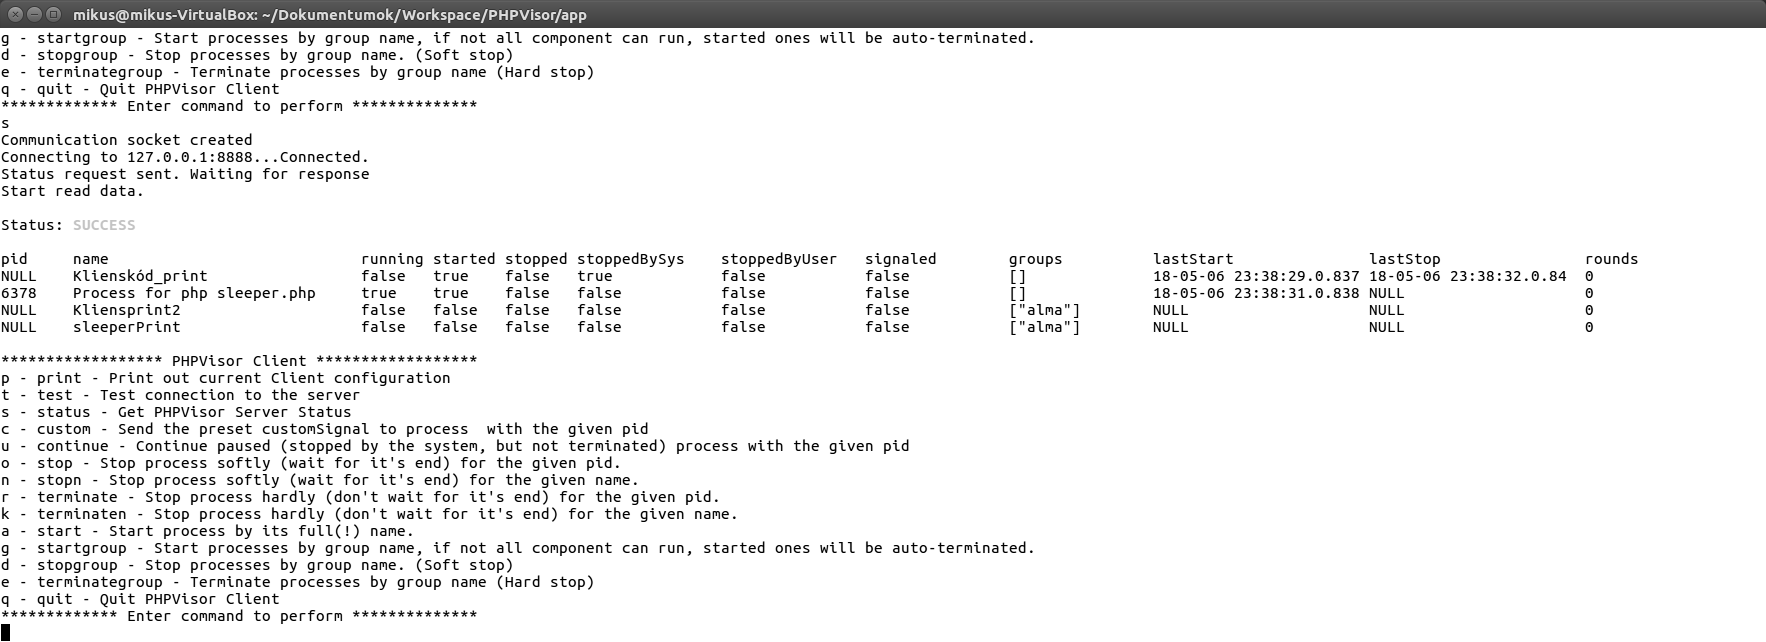 mikus@mikus-VirtualBox: ~/Dokumentumok/Workspace/PHPVisor/app
g - startgroup - Start processes by group name, if not all component can run, started ones will be auto-terminated.
d - stopgroup - Stop processes by group name. (Soft stop)
e - terminategroup - Terminate processes by group name (Hard stop)
q - quit - Quit PHPVisor Client
************* Enter command to perform **************
s
Communication socket created
Connecting to 127.0.0.1:8888...Connected.
Status request sent. Waiting for response
Start read data.
Status: SUCCESS
pid name running started stopped stoppedBySys stoppedByUser signaled groups lastStart lastStop rounds
NULL Klienskód_print false true false true false false [] 18-05-06 23:38:29.0.837 18-05-06 23:38:32.0.84 0
6378 Process for php sleeper.php true true false false false false [] 18-05-06 23:38:31.0.838 NULL 0
NULL Kliensprint2 false false false false false false ["alma"] NULL NULL 0
NULL sleeperPrint false false false false false false ["alma"] NULL NULL 0
****************** PHPVisor Client ******************
p - print - Print out current Client configuration
t - test - Test connection to the server
s - status - Get PHPVisor Server Status
c - custom - Send the preset customSignal to process  with the given pid
u - continue - Continue paused (stopped by the system, but not terminated) process with the given pid
o - stop - Stop process softly (wait for it's end) for the given pid.
n - stopn - Stop process softly (wait for it's end) for the given name.
r - terminate - Stop process hardly (don't wait for it's end) for the given pid.
k - terminaten - Stop process hardly (don't wait for it's end) for the given name.
a - start - Start process by its full(!) name.
g - startgroup - Start processes by group name, if not all component can run, started ones will be auto-terminated.
d - stopgroup - Stop processes by group name. (Soft stop)
e - terminategroup - Terminate processes by group name (Hard stop)
q - quit - Quit PHPVisor Client
************* Enter command to perform **************